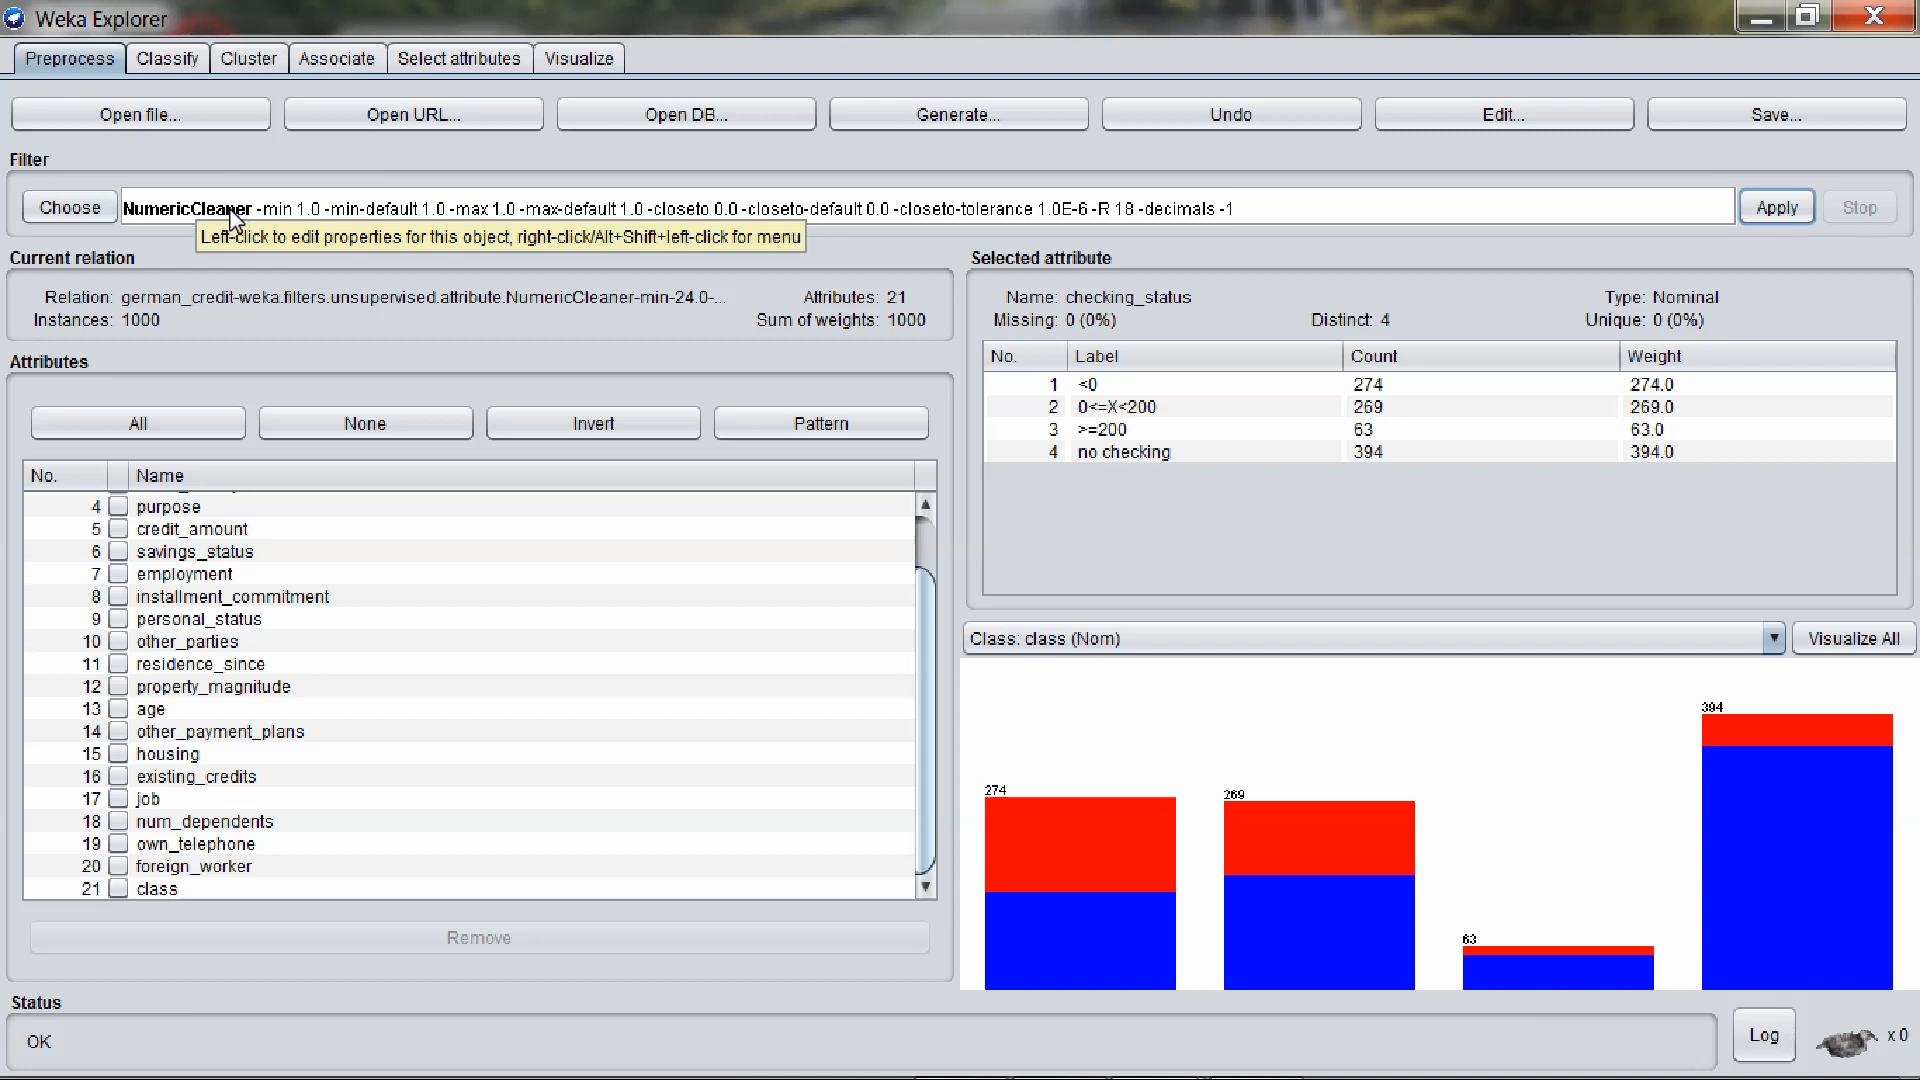 Weka Explorer
Preprocess Classify Cluster Associate Select attributes Visualize
Open file... Open URL... Open DB... Generate... Undo Edit... Save...
Filter
Choose NumericCleaner -min 1.0 -min-default 1.0 -max 1.0 -max-default 1.0 -closeto 0.0 -closeto-default 0.0 -closeto-tolerance 1.0E-6 -R 18 -decimals -1 Apply Stop
Left-click to edit properties for this object, right-click/Alt+Shift+left-click for menu
Current relation
Relation: german_credit-weka.filters.unsupervised.attribute.NumericCleaner-min-24.0-... Attributes: 21
Instances: 1000 Sum of weights: 1000
Attributes
All None Invert Pattern
No. Name
4 purpose
5 credit_amount
6 savings_status
7 employment
8 installment_commitment
9 personal_status
10 other_parties
11 residence_since
12 property_magnitude
13 age
14 other_payment_plans
15 housing
16 existing_credits
17 job
18 num_dependents
19 own_telephone
20 foreign_worker
21 class
Remove
Selected attribute
Name: checking_status Type: Nominal
Missing: 0 (0%) Distinct: 4 Unique: 0 (0%)
No. Label Count Weight
1 <0 274 274.0
2 0<=X<200 269 269.0
3 >=200 63 63.0
4 no checking 394 394.0
Class: class (Nom) Visualize All
274
269
63
394
Status
OK
Log x 0